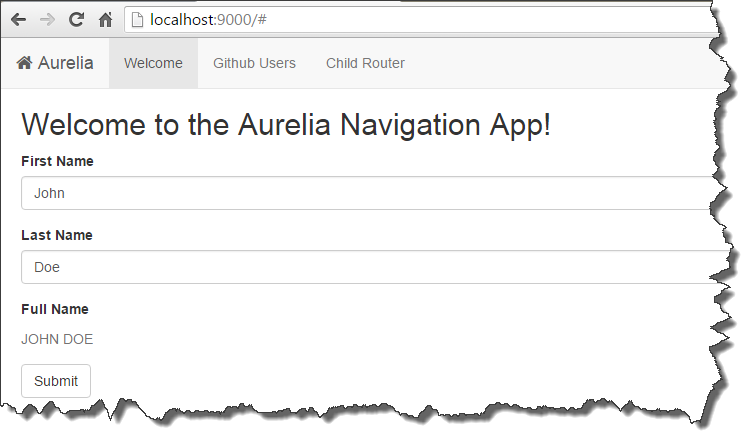 localhost:9000/#
Aurelia Welcome Github Users Child Router
Welcome to the Aurelia Navigation App!
First Name
John
Last Name
Doe
Full Name
JOHN DOE
Submit